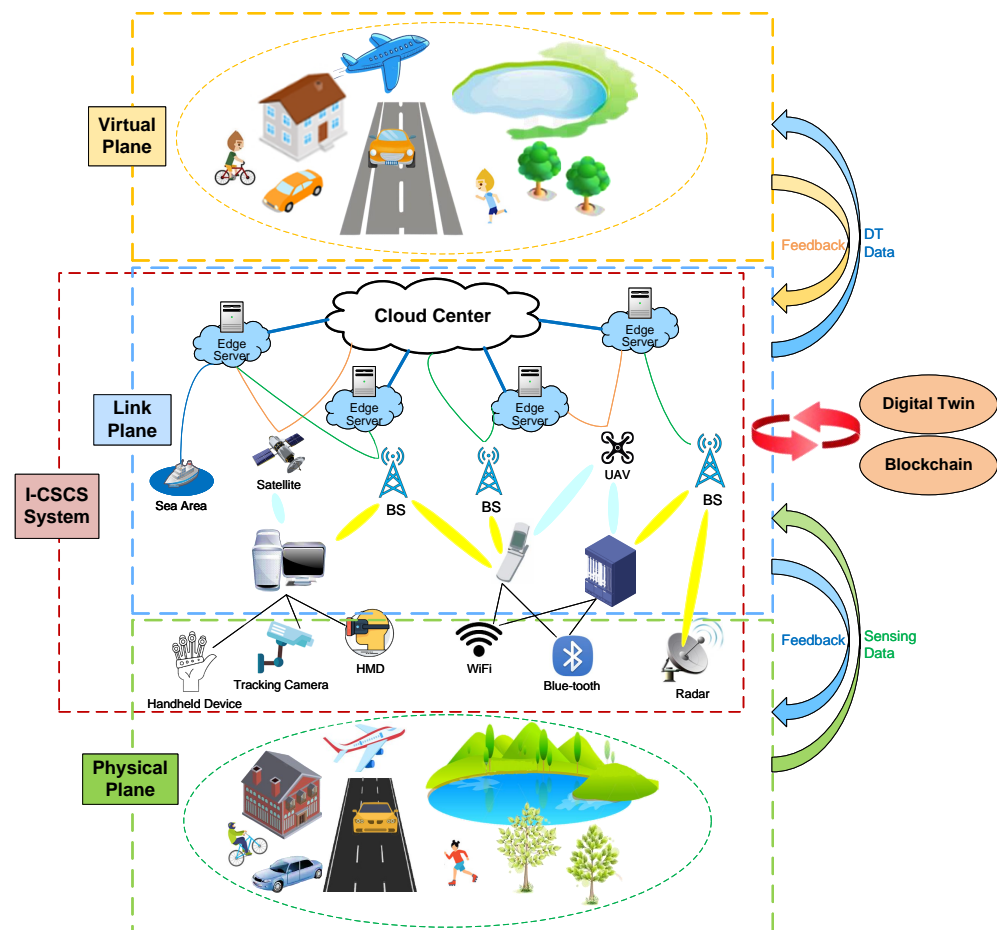 Virtual
Plane
Feedback
DT
Data
Cloud Center
Edge
Server
Edge
Server
Edge
Server
Edge
Server
Link
Plane
Digital Twin
Blockchain
Satellite
UAV
Sea Area
BS
BS
BS
I-CSCS
System
Handheld Device
Tracking Camera
HMD
WiFi
Blue-tooth
Radar
Feedback
Sensing
Data
Physical
Plane